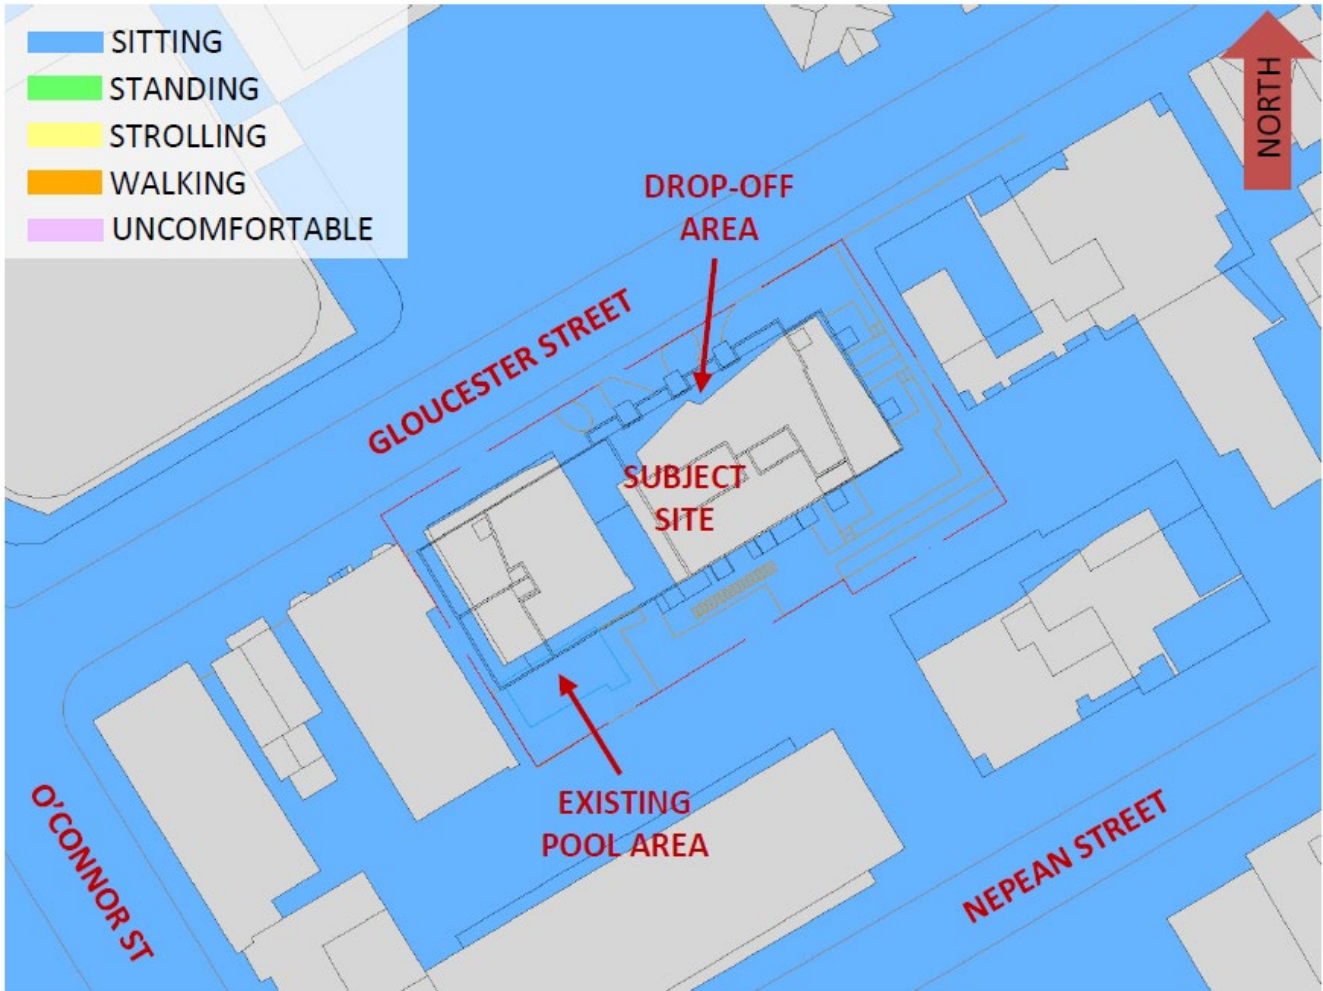 SITTING
STANDING
STROLLING
WALKING
UNCOMFORTABLE
NORTH
DROP-OFF
AREA
GLOUCESTER STREET
SUBJECT
SITE
EXISTING
POOL AREA
O'CONNOR ST
NEPEAN STREET